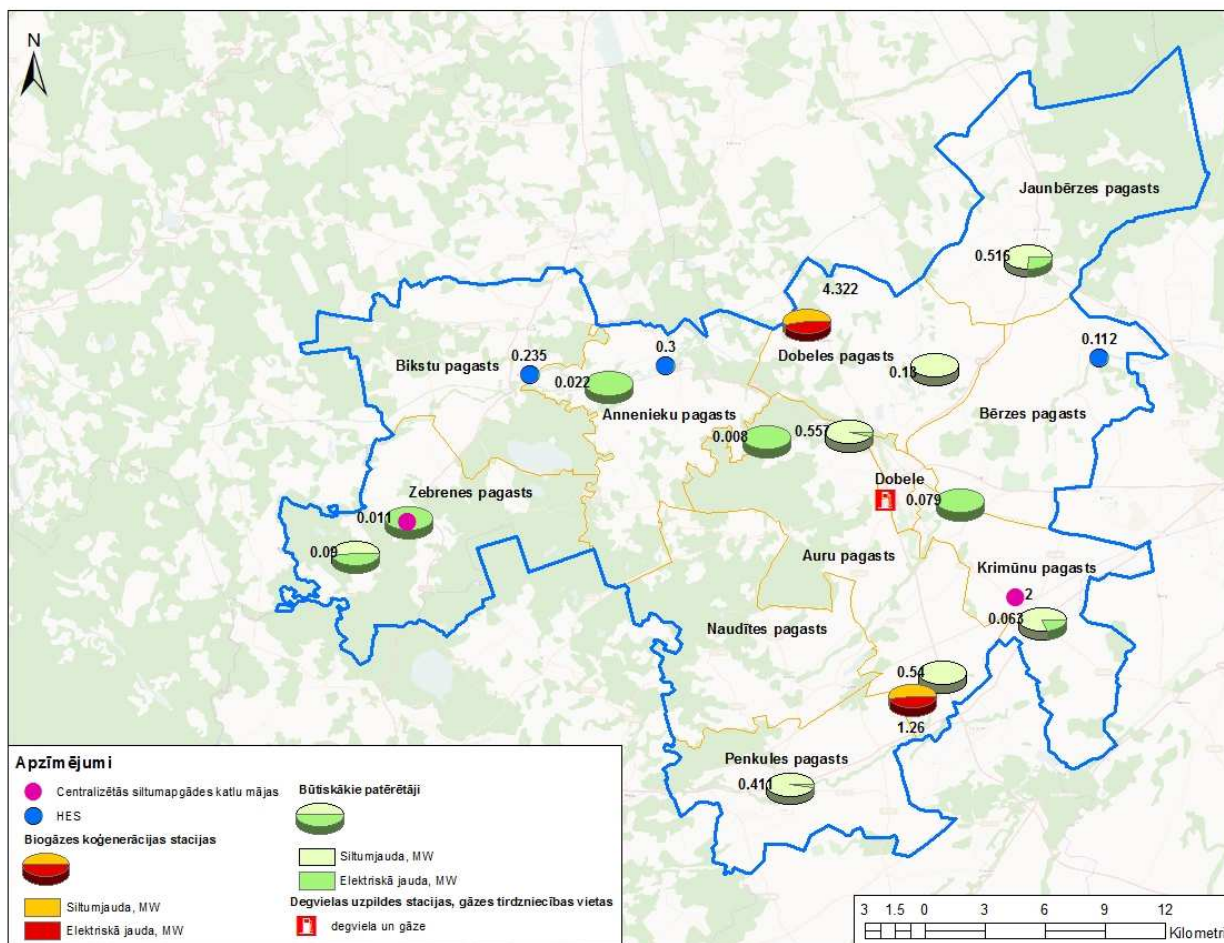 N
Jaunbērzes pagasts
0.516
4.322
0.112
0.3
0.235
Dobeles pagasts
Bikstu pagasts
0.13
0.022
Annenieku pagasts
Bērzes pagasts
0.008
0.557
Dobele
Zebrenes pagasts
0.079
0.011
0.09
Auru pagasts
Krimūnu pagasts
2
0.063
Naudītes pagasts
0.54
1.26
Penkules pagasts
0.411
Apzīmējumi
Centralizētās siltumapgādes katlu mājas
HES
Biogāzes koģenerācijas stacijas
Siltumjauda, MW
Elektriskā jauda, MW
Būtiskākie patērētāji
Siltumjauda, MW
Elektriskā jauda, MW
Degvielas uzpildes stacijas, gāzes tirdzniecības vietas
degviela un gāze
3 1.5 0 3 6 9 12
Kilometri